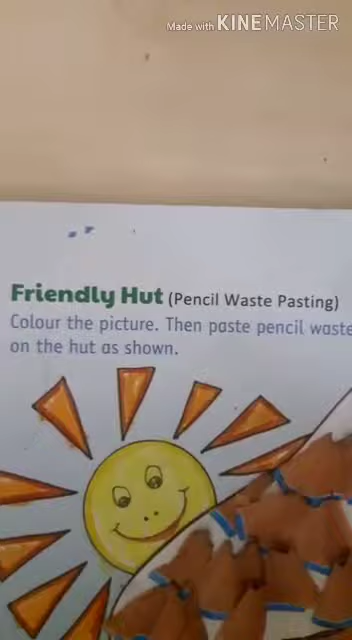 Made with KINEMASTER
Friendly Hut (Pencil Waste Pasting)
Colour the picture. Then paste pencil waste
on the hut as shown.